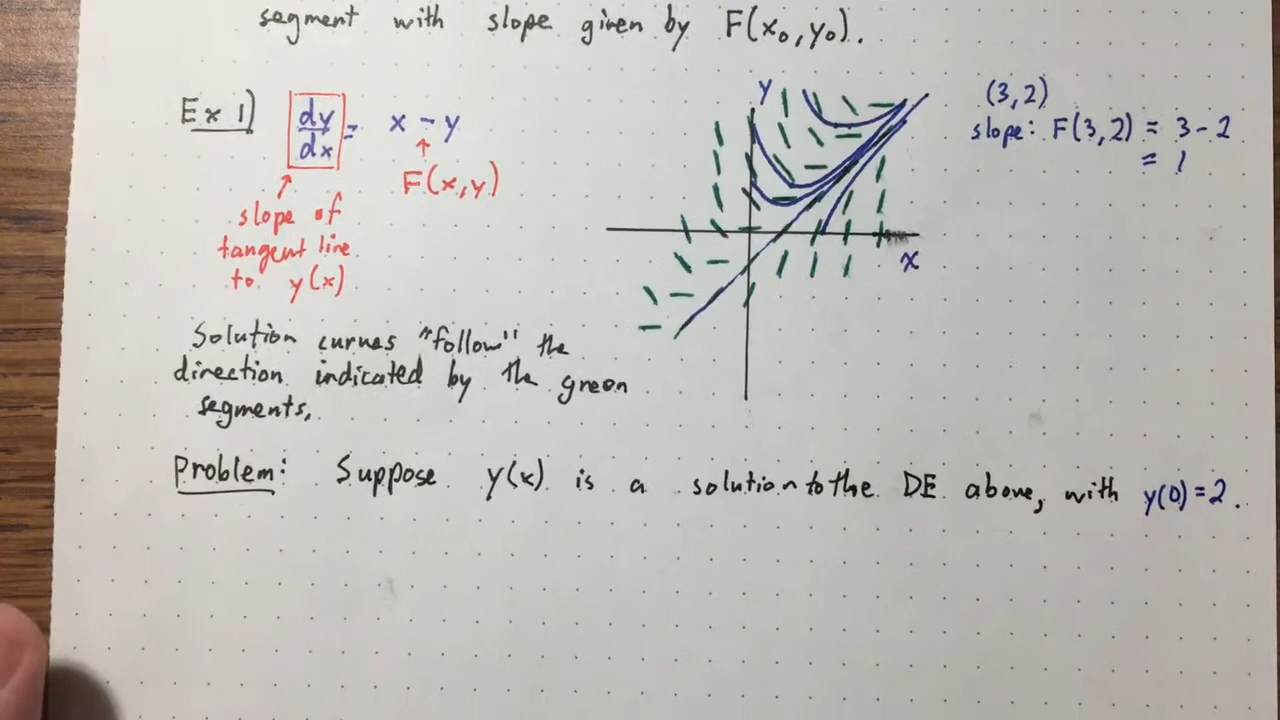 segment with slope given by F(x₀,y₀).
Ex 1) dy/dx = x - y
F(x,y)
slope of
tangent line
to y(x)
y
x
(3,2)
slope: F(3,2) = 3 - 2
= 1
Solution curves "follow" the
direction indicated by the green
segments.
Problem: Suppose y(x) is a solution to the DE above, with y(0)=2.